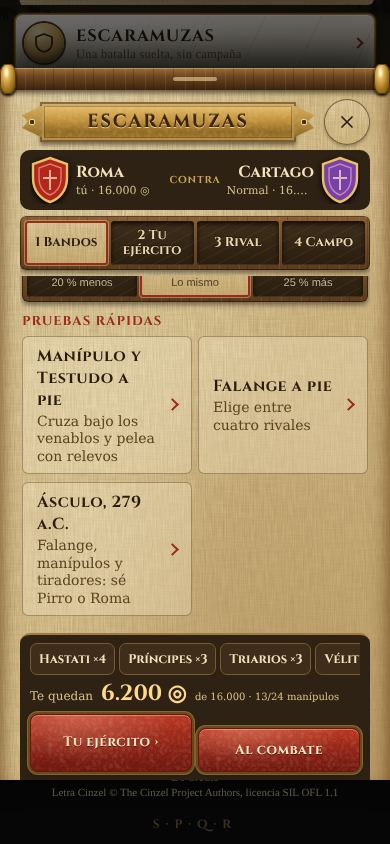 ESCARAMUZAS
Una batalla suelta, sin campaña
ESCARAMUZAS
ROMA
tú · 16.000
CONTRA
CARTAGO
Normal · 16.…
1 BANDOS
2 TU EJÉRCITO
3 RIVAL
4 CAMPO
20 % menos
Lo mismo
25 % más
PRUEBAS RÁPIDAS
MANÍPULO Y
TESTUDO A
PIE
Cruza bajo los
venablos y pelea
con relevos
FALANGE A PIE
Elige entre
cuatro rivales
ÁSCULO, 279
A.C.
Falange,
manípulos y
tiradores: sé
Pirro o Roma
HASTATI ×4
PRÍNCIPES ×3
TRIARIOS ×3
VÉLIT
Te quedan 6.200 de 16.000 · 13/24 manípulos
TU EJÉRCITO ›
AL COMBATE
Letra Cinzel © The Cinzel Project Authors, licencia SIL OFL 1.1
S·P·Q·R